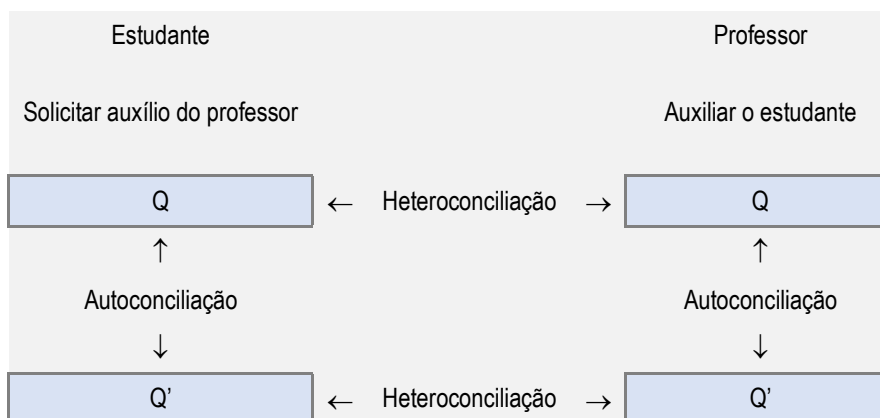 Estudante Professor
Solicitar auxílio do professor Auxiliar o estudante
Q ← Heteroconciliação → Q
↑ ↑
Autoconciliação Autoconciliação
↓ ↓
Q’ ← Heteroconciliação → Q’